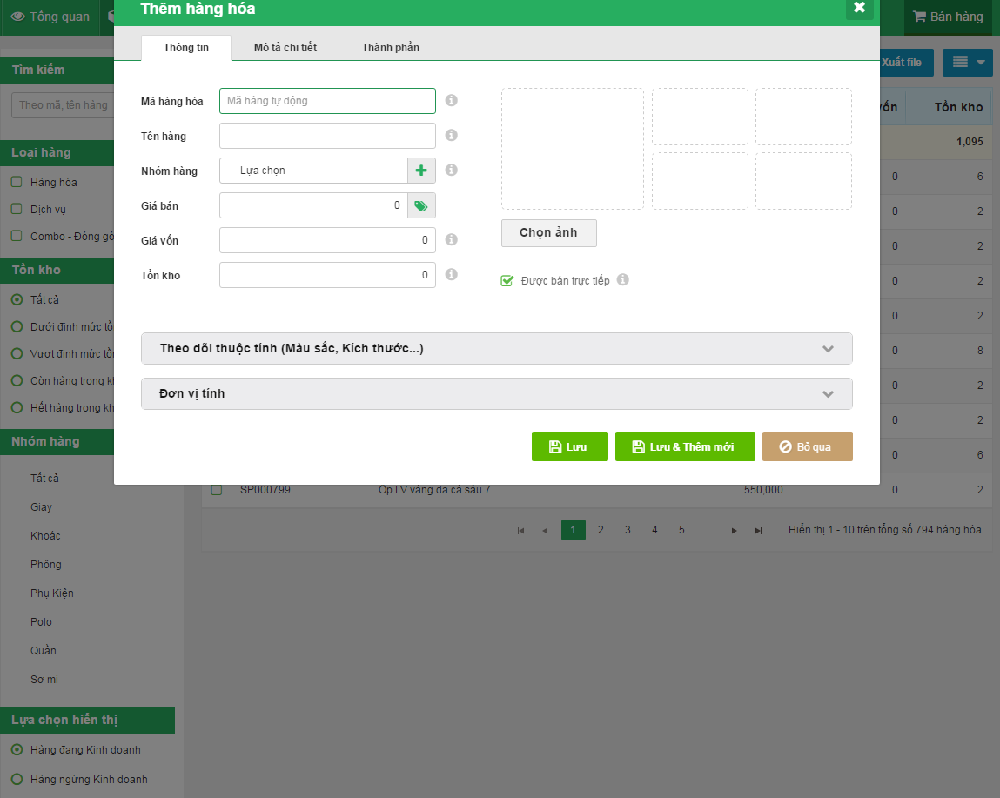 Tổng quan
Bán hàng
Thêm hàng hóa
Thông tin
Mô tả chi tiết
Thành phần
Tìm kiếm
Theo mã, tên hàng
Loại hàng
Hàng hóa
Dịch vụ
Combo - Đóng gó
Tồn kho
Tất cả
Dưới định mức tồ
Vượt định mức tồn
Còn hàng trong kh
Hết hàng trong kh
Nhóm hàng
Tất cả
Giay
Khoác
Phông
Phụ Kiện
Polo
Quần
Sơ mi
Lựa chọn hiển thị
Hàng đang Kinh doanh
Hàng ngừng Kinh doanh
Mã hàng hóa
Mã hàng tự động
Tên hàng
Nhóm hàng
---Lựa chọn---
Giá bán
0
Giá vốn
0
Tồn kho
0
Chọn ảnh
Được bán trực tiếp
Theo dõi thuộc tính (Màu sắc, Kích thước...)
Đơn vị tính
Lưu
Lưu & Thêm mới
Bỏ qua
Xuất file
vốn Tồn kho
1,095
0 6
0 2
0 2
0 2
0 2
0 8
0 2
0 2
0 6
SP000799 Ốp LV vàng da cá sấu 7 550,000 0 2
1 2 3 4 5 ...
Hiển thị 1 - 10 trên tổng số 794 hàng hóa